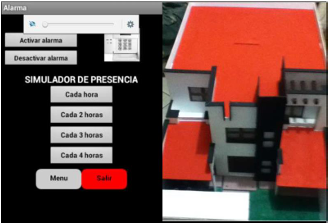 Alarma
Activar alarma
Desactivar alarma
SIMULADOR DE PRESENCIA
Cada hora
Cada 2 horas
Cada 3 horas
Cada 4 horas
Menu
Salir